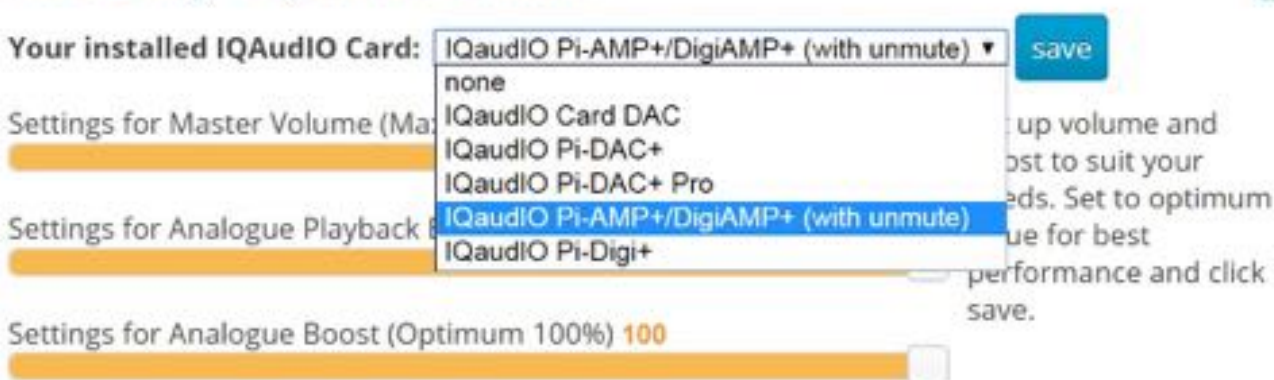 Your installed IQAudIO Card: IQaudIO Pi-AMP+/DigiAMP+ (with unmute) save
none
IQaudIO Card DAC
IQaudIO Pi-DAC+
IQaudIO Pi-DAC+ Pro
IQaudIO Pi-AMP+/DigiAMP+ (with unmute)
IQaudIO Pi-Digi+
Settings for Master Volume (Ma
Settings for Analogue Playback
Settings for Analogue Boost (Optimum 100%) 100
up volume and
to suit your
Set to optimum
for best
performance and click
save.